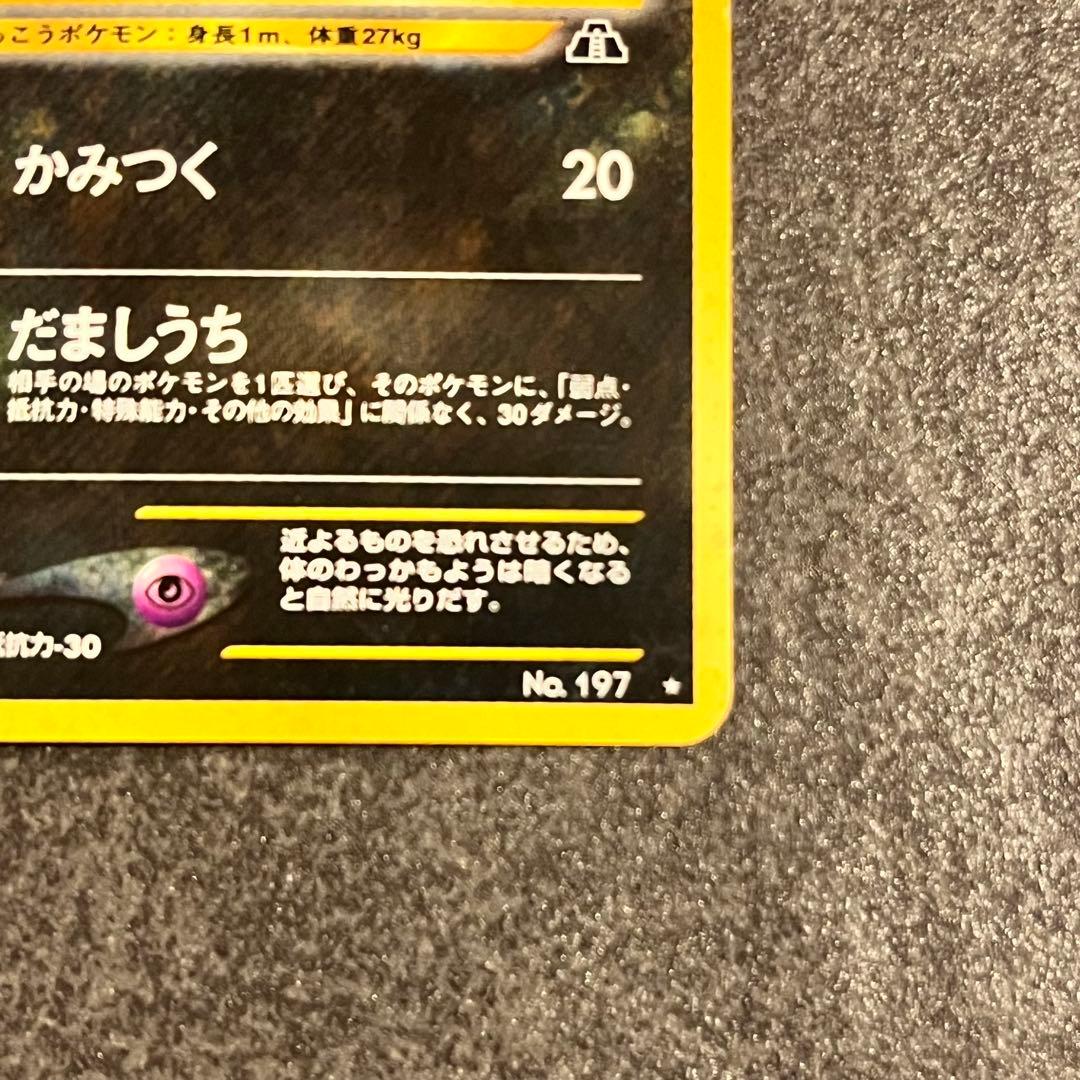 っこうポケモン：身長1m、体重27kg
かみつく 20
だましうち
相手の場のポケモンを1匹選び、そのポケモンに、「弱点・
抵抗力・特殊能力・その他の効果」に関係なく、30ダメージ。
近よるものを恐れさせるため、
体のわっかもようは暗くなる
と自然に光りだす。
抵抗力-30
No. 197 ★